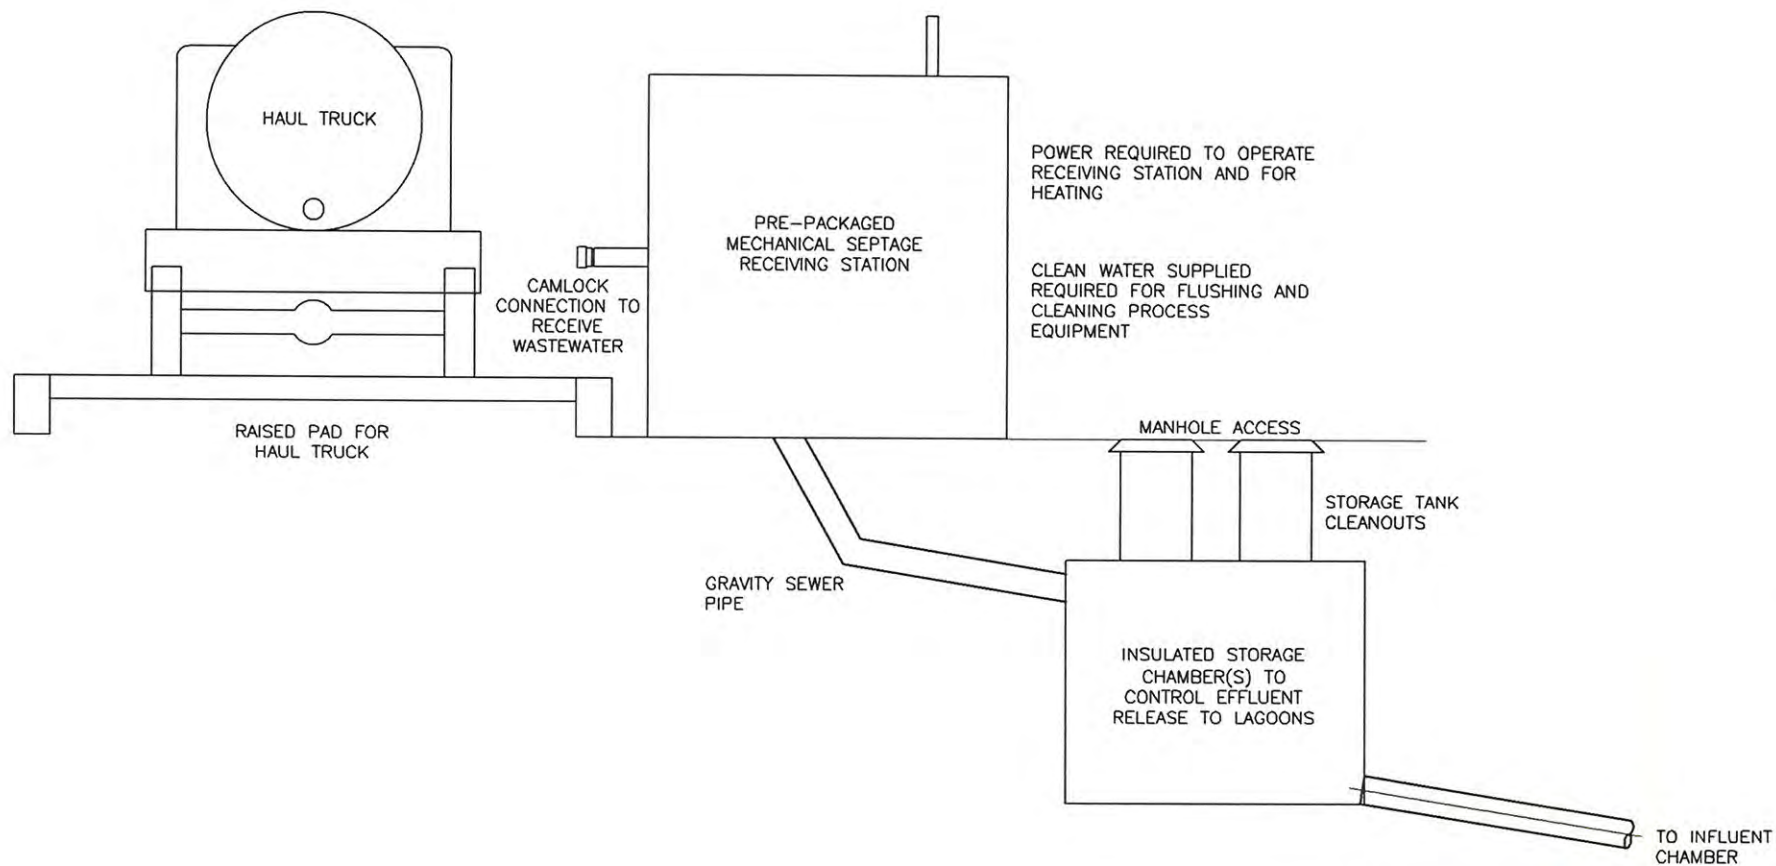 HAUL TRUCK
POWER REQUIRED TO OPERATE
RECEIVING STATION AND FOR
HEATING
PRE-PACKAGED
MECHANICAL SEPTAGE
RECEIVING STATION
CLEAN WATER SUPPLIED
REQUIRED FOR FLUSHING AND
CLEANING PROCESS
EQUIPMENT
CAMLOCK
CONNECTION TO
RECEIVE
WASTEWATER
RAISED PAD FOR
HAUL TRUCK
MANHOLE ACCESS
STORAGE TANK
CLEANOUTS
GRAVITY SEWER
PIPE
INSULATED STORAGE
CHAMBER(S) TO
CONTROL EFFLUENT
RELEASE TO LAGOONS
TO INFLUENT
CHAMBER